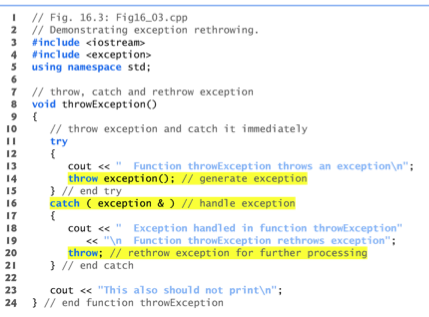 1 // Fig. 16.3: Fig16_03.cpp
2 // Demonstrating exception rethrowing.
3 #include <iostream>
4 #include <exception>
5 using namespace std;
6
7 // throw, catch and rethrow exception
8 void throwException()
9 {
10 // throw exception and catch it immediately
11 try
12 {
13 cout << " Function throwException throws an exception\n";
14 throw exception(); // generate exception
15 } // end try
16 catch ( exception & ) // handle exception
17 {
18 cout << " Exception handled in function throwException"
19 << "\n Function throwException rethrows exception";
20 throw; // rethrow exception for further processing
21 } // end catch
22
23 cout << "This also should not print\n";
24 } // end function throwException